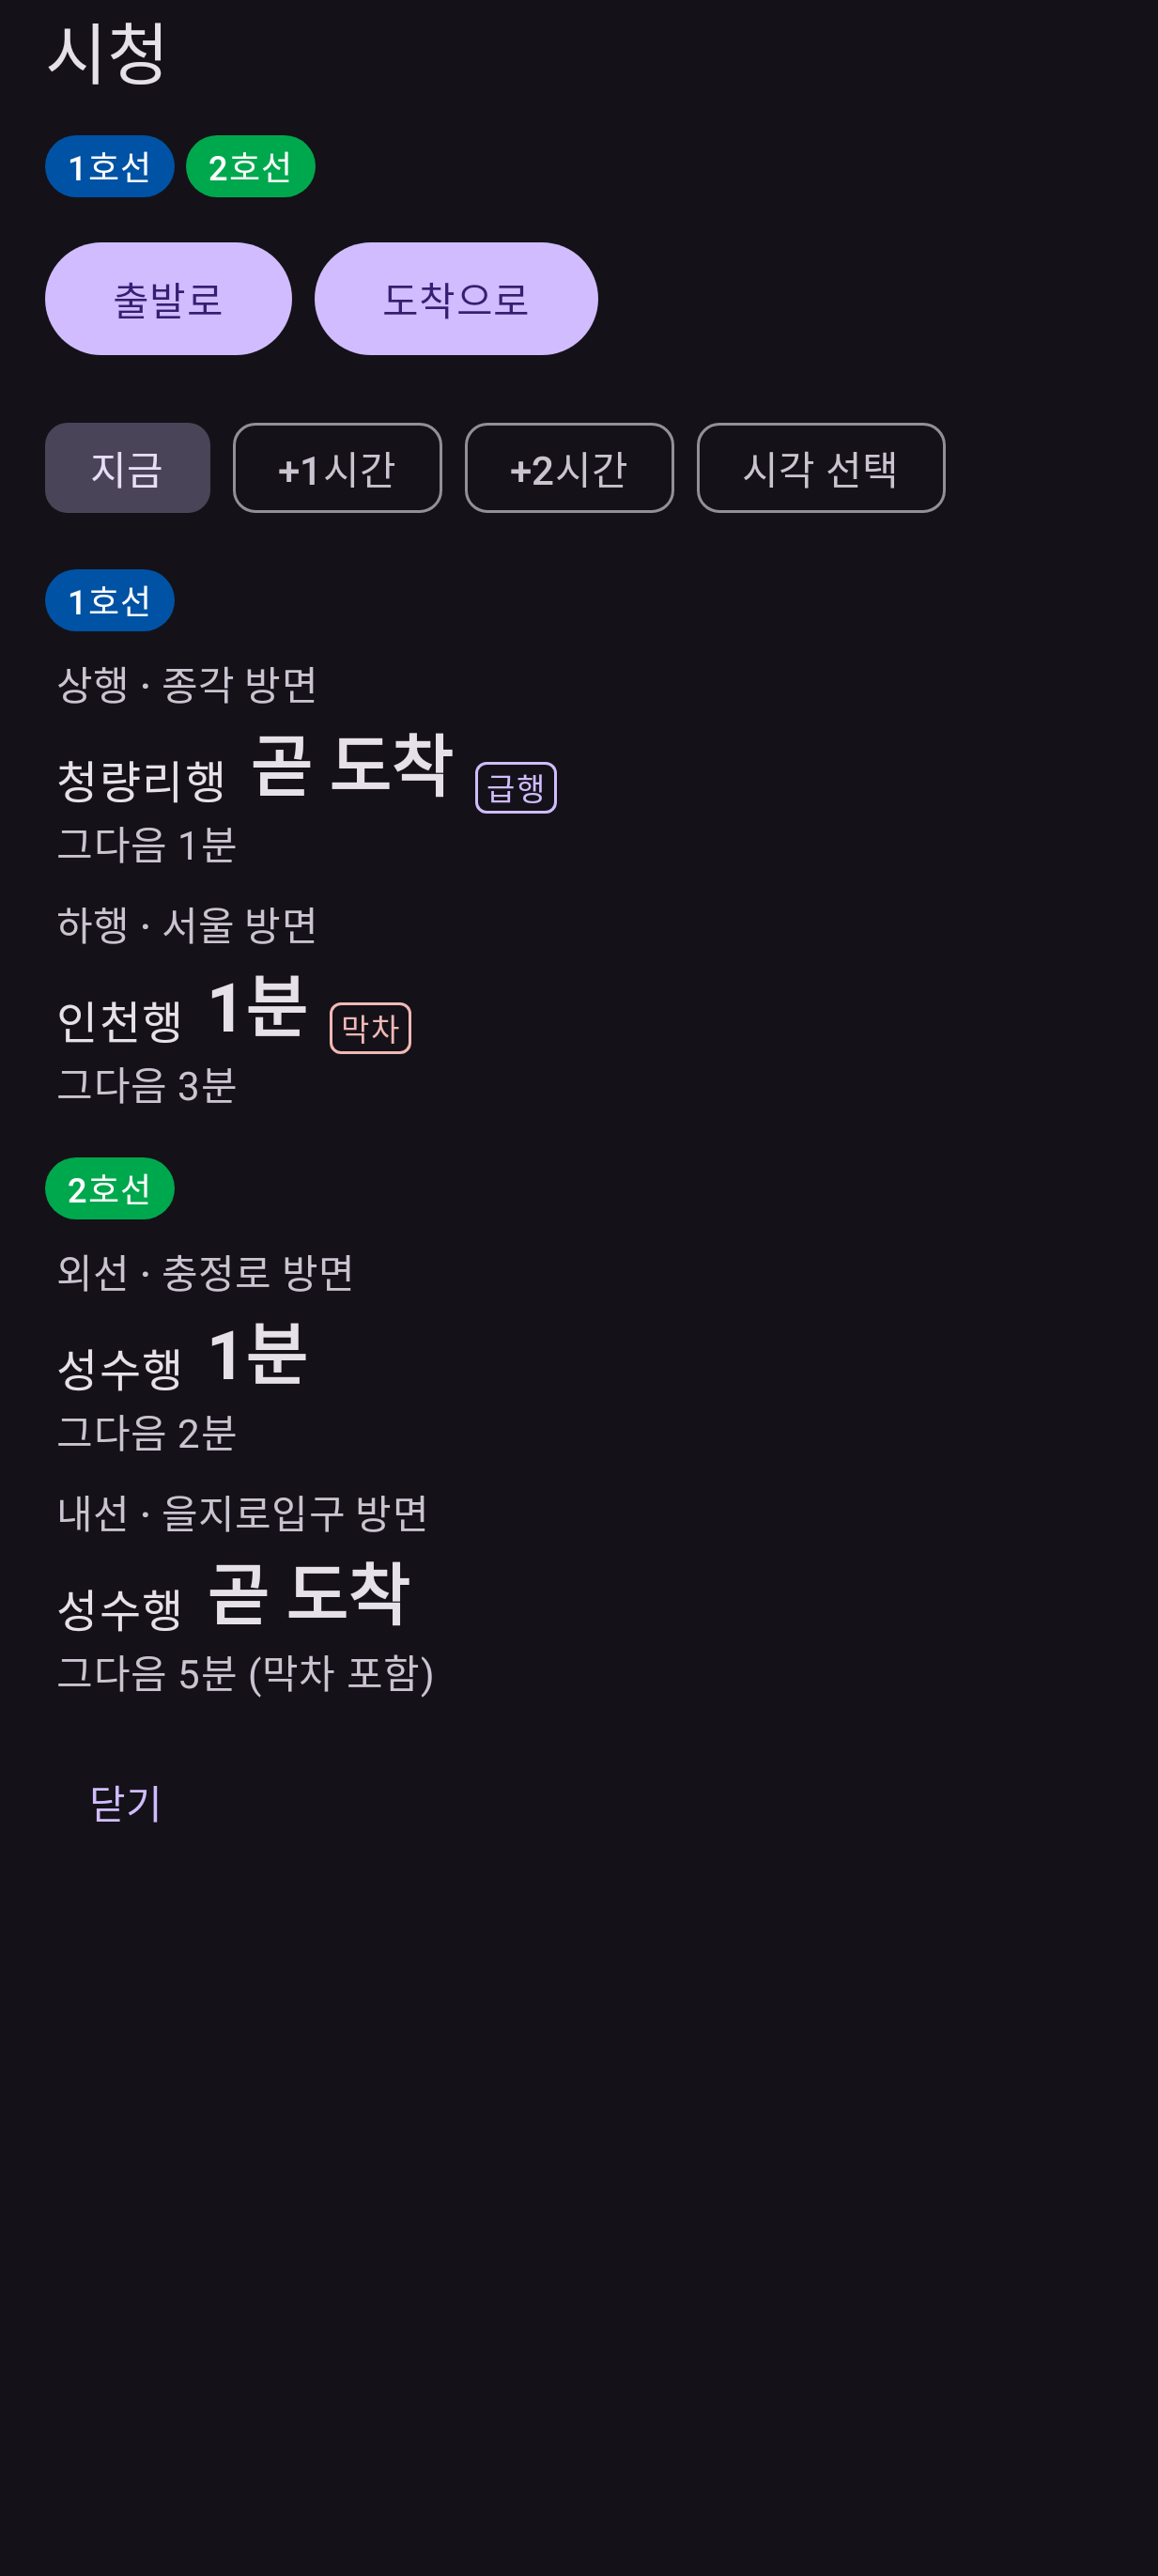 시청
1호선 2호선
출발로 도착으로
지금 +1시간 +2시간 시각 선택
1호선
상행 · 종각 방면
청량리행 곧 도착 급행
그다음 1분
하행 · 서울 방면
인천행 1분 막차
그다음 3분
2호선
외선 · 충정로 방면
성수행 1분
그다음 2분
내선 · 을지로입구 방면
성수행 곧 도착
그다음 5분 (막차 포함)
닫기